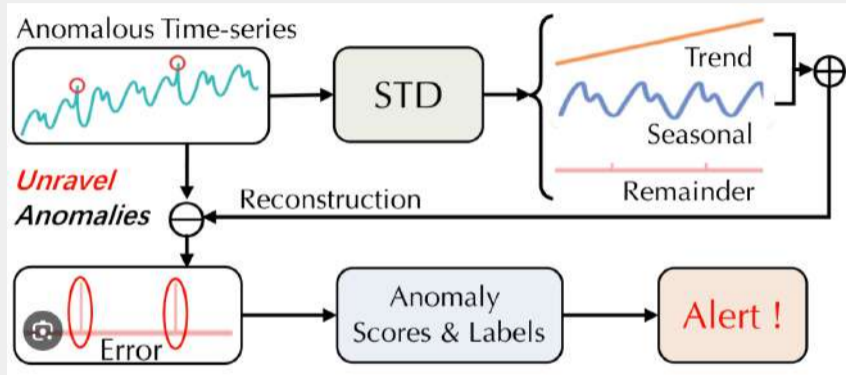 Anomalous Time-series
STD
Trend
Seasonal
Remainder
Unravel
Anomalies
Reconstruction
Error
Anomaly
Scores & Labels
Alert !